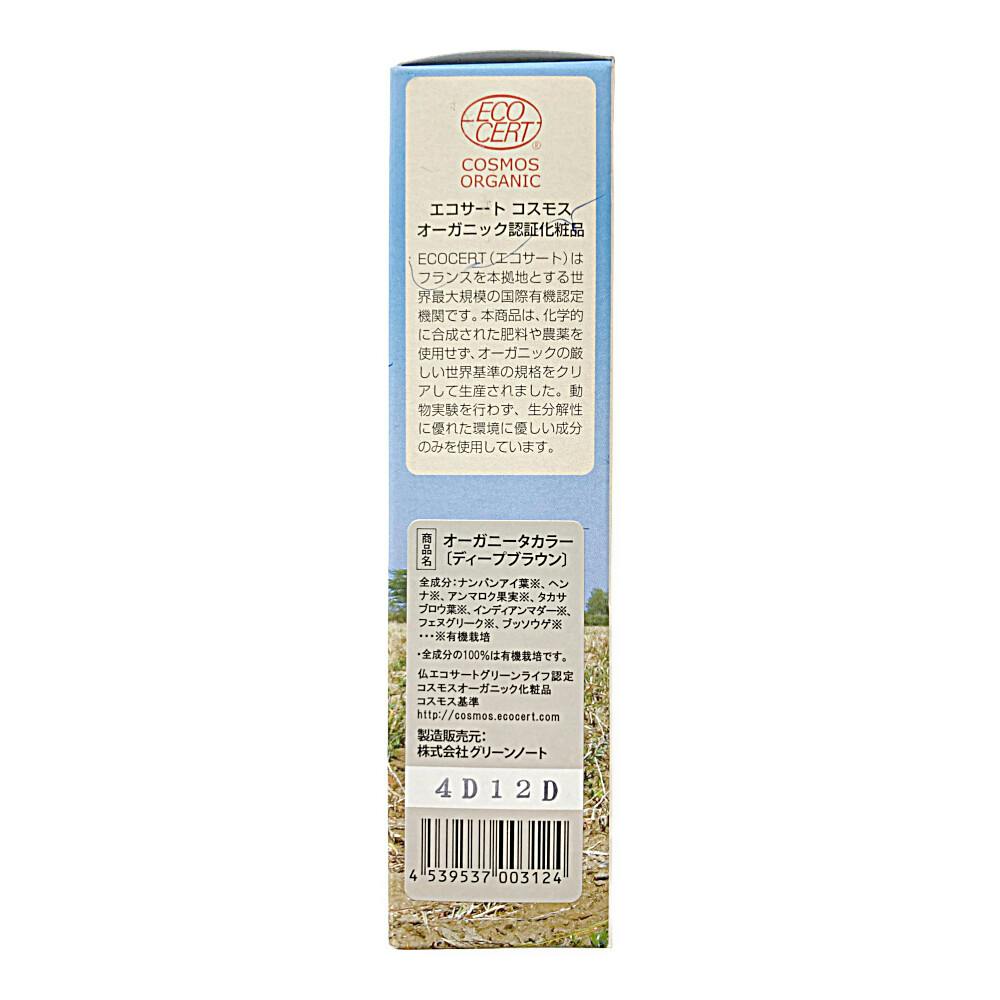 ECO
CERT®
COSMOS
ORGANIC
エコサート コスモス
オーガニック認証化粧品
ECOCERT(エコサート)は
フランスを本拠地とする世
界最大規模の国際有機認定
機関です。本商品は、化学的
に合成された肥料や農薬を
使用せず、オーガニックの厳
しい世界基準の規格をクリ
アして生産されました。動
物実験を行わず、生分解性
に優れた環境に優しい成分
のみを使用しています。
商品名
オーガニータカラー
〔ディープブラウン〕
全成分:ナンバンアイ葉※、ヘン
ナ※、アンマロク果実※、タカサ
ブロウ葉※、インディアンマダー※、
フェヌグリーク※、ブッソウゲ※
・・・※有機栽培
・全成分の100%は有機栽培です。
仏エコサートグリーンライフ認定
コスモスオーガニック化粧品
コスモス基準
http://cosmos.ecocert.com
製造販売元:
株式会社グリーンノート
4D12D
4 539537 003124